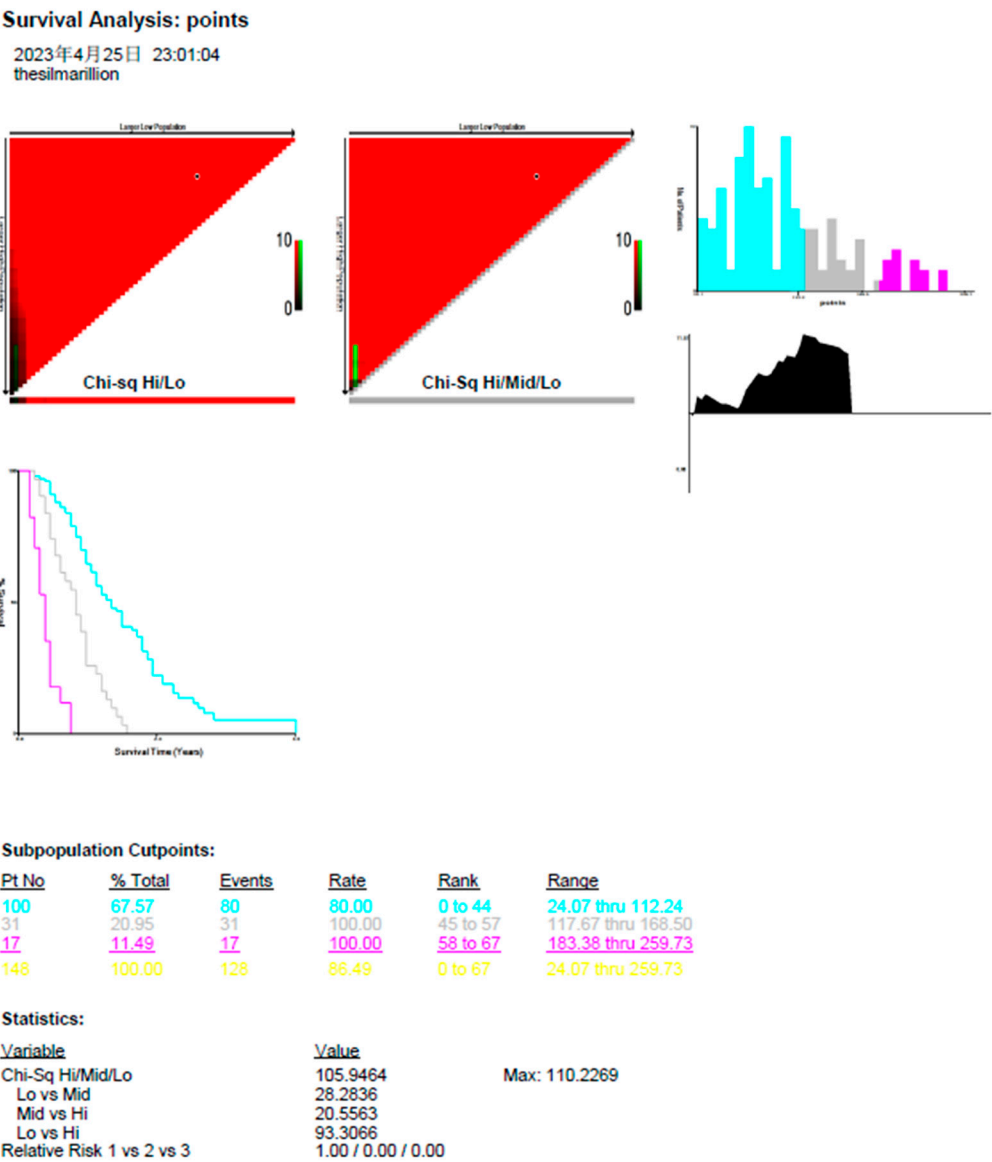 Survival Analysis: points
2023年4月25日 23:01:04
thesilmarillion
Larger Low Population
Larger Low Population
No. of Patients
10
0
10
0
Chi-sq Hi/Lo
Chi-Sq Hi/Mid/Lo
points
% Survival
Survival Time (Years)
Subpopulation Cutpoints:
Pt No % Total Events Rate Rank Range
100 67.57 80 80.00 0 to 44 24.07 thru 112.24
31 20.95 31 100.00 45 to 57 117.67 thru 168.50
17 11.49 17 100.00 58 to 67 183.38 thru 259.73
148 100.00 128 86.49 0 to 67 24.07 thru 259.73
Statistics:
Variable Value
Chi-Sq Hi/Mid/Lo 105.9464 Max: 110.2269
Lo vs Mid 28.2836
Mid vs Hi 20.5563
Lo vs Hi 93.3066
Relative Risk 1 vs 2 vs 3 1.00 / 0.00 / 0.00